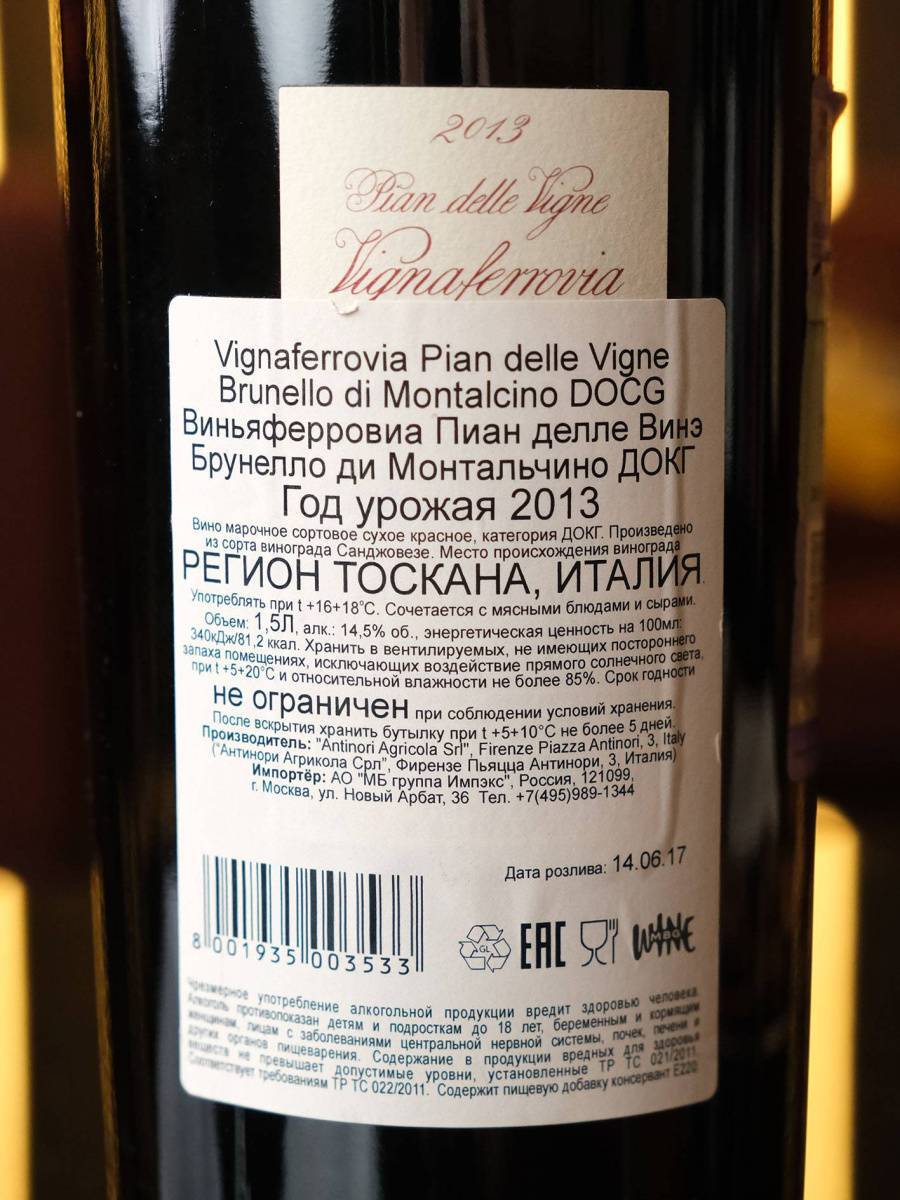 2013
Pian delle Vigne
Vignaferrovia
Vignaferrovia Pian delle Vigne
Brunello di Montalcino DOCG
Виньяферровиа Пиан делле Винэ
Брунелло ди Монтальчино ДОКГ
Год урожая 2013
Вино марочное сортовое сухое красное, категория ДОКГ. Произведено
из сорта винограда Санджовезе. Место происхождения винограда
РЕГИОН ТОСКАНА, ИТАЛИЯ.
Употреблять при t +16+18°C. Сочетается с мясными блюдами и сырами.
Объем: 1,5Л, алк.: 14,5% об., энергетическая ценность на 100мл:
340кДж/81,2 ккал. Хранить в вентилируемых, не имеющих постороннего
запаха помещениях, исключающих воздействие прямого солнечного света,
при t +5+20°C и относительной влажности не более 85%. Срок годности
не ограничен при соблюдении условий хранения.
После вскрытия хранить бутылку при t +5+10°C не более 5 дней.
Производитель: "Antinori Agricola Srl", Firenze Piazza Antinori, 3, Italy
("Антинори Агрикола Срл", Фирензе Пьяцца Антинори, 3, Италия)
Импортёр: АО "МБ группа Импэкс", Россия, 121099,
г. Москва, ул. Новый Арбат, 36 Тел. +7(495)989-1344
Дата розлива: 14.06.17
8 001935 003533
AGL
EAC
WINE
Чрезмерное употребление алкогольной продукции вредит здоровью человека.
Алкоголь противопоказан детям и подросткам до 18 лет, беременным и кормящим
женщинам, лицам с заболеваниями центральной нервной системы, почек, печени и
других органов пищеварения. Содержание в продукции вредных для здоровья
веществ не превышает допустимые уровни, установленные ТР ТС 021/2011.
Соответствует требованиям ТР ТС 022/2011. Содержит пищевую добавку консервант Е220.